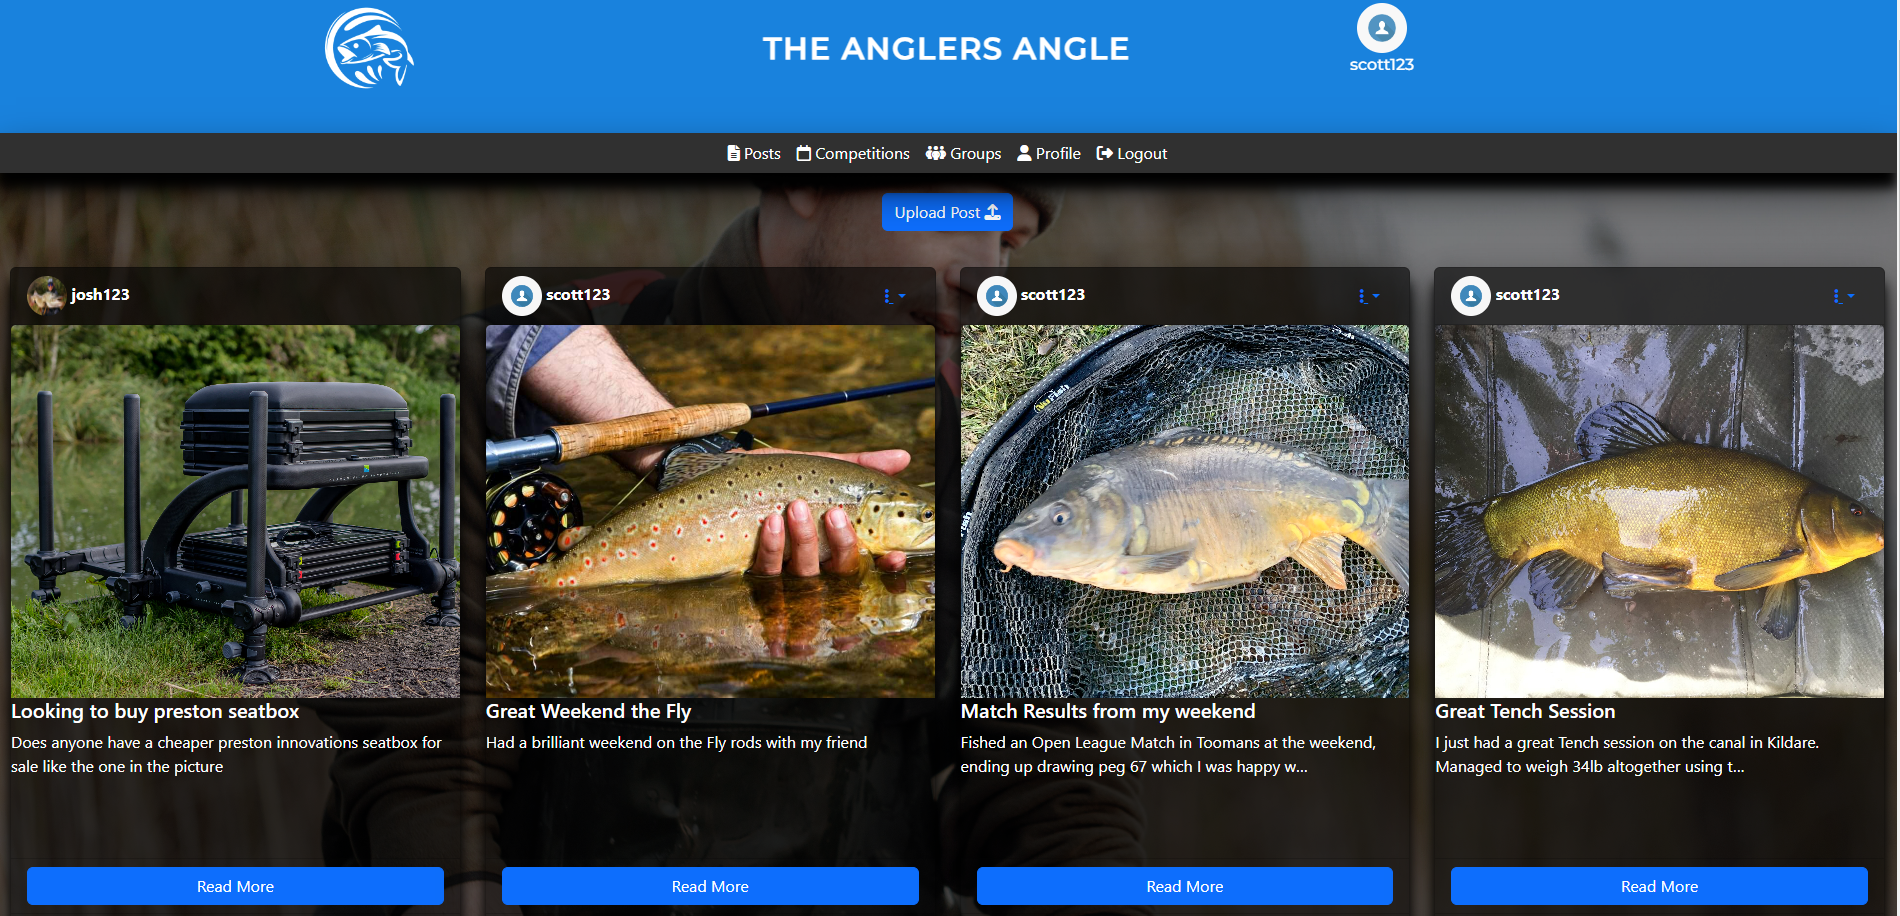 THE ANGLERS ANGLE
scott123
Posts Competitions Groups Profile Logout
Upload Post
josh123
scott123
scott123
scott123
NuFish
Looking to buy preston seatbox
Does anyone have a cheaper preston innovations seatbox for
sale like the one in the picture
Read More
Great Weekend the Fly
Had a brilliant weekend on the Fly rods with my friend
Read More
Match Results from my weekend
Fished an Open League Match in Toomans at the weekend,
ending up drawing peg 67 which I was happy w...
Read More
Great Tench Session
I just had a great Tench session on the canal in Kildare.
Managed to weigh 34lb altogether using t...
Read More